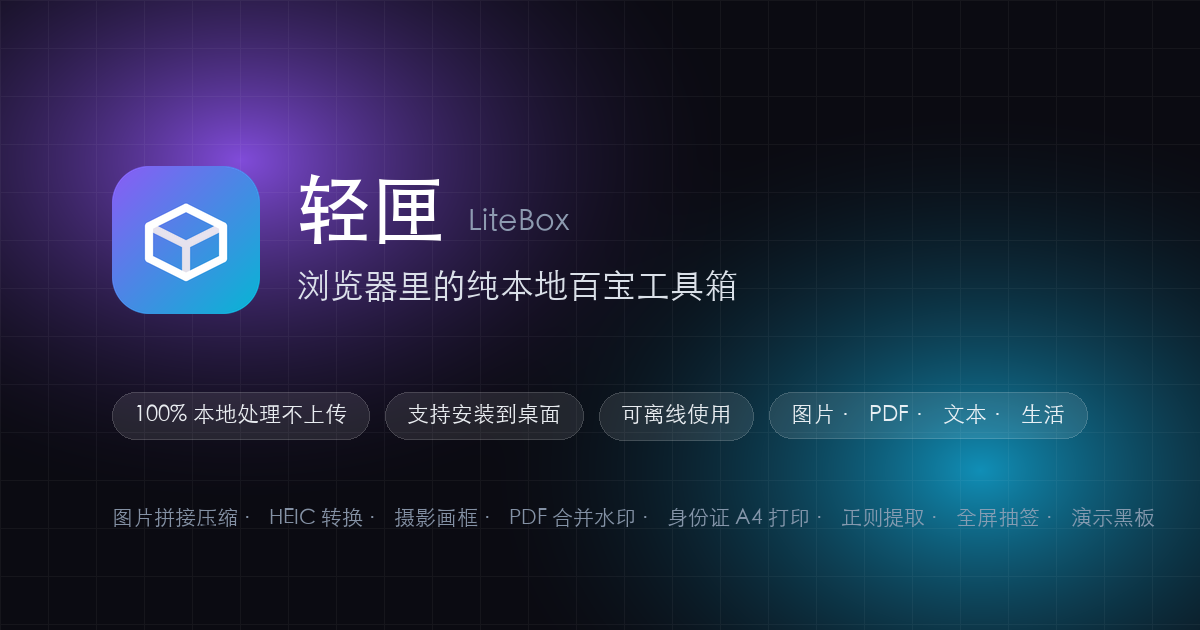 轻匣 LiteBox
浏览器里的纯本地百宝工具箱
100% 本地处理不上传 支持安装到桌面 可离线使用 图片 · PDF · 文本 · 生活
图片拼接压缩 · HEIC 转换 · 摄影画框 · PDF 合并水印 · 身份证 A4 打印 · 正则提取 · 全屏抽签 · 演示黑板